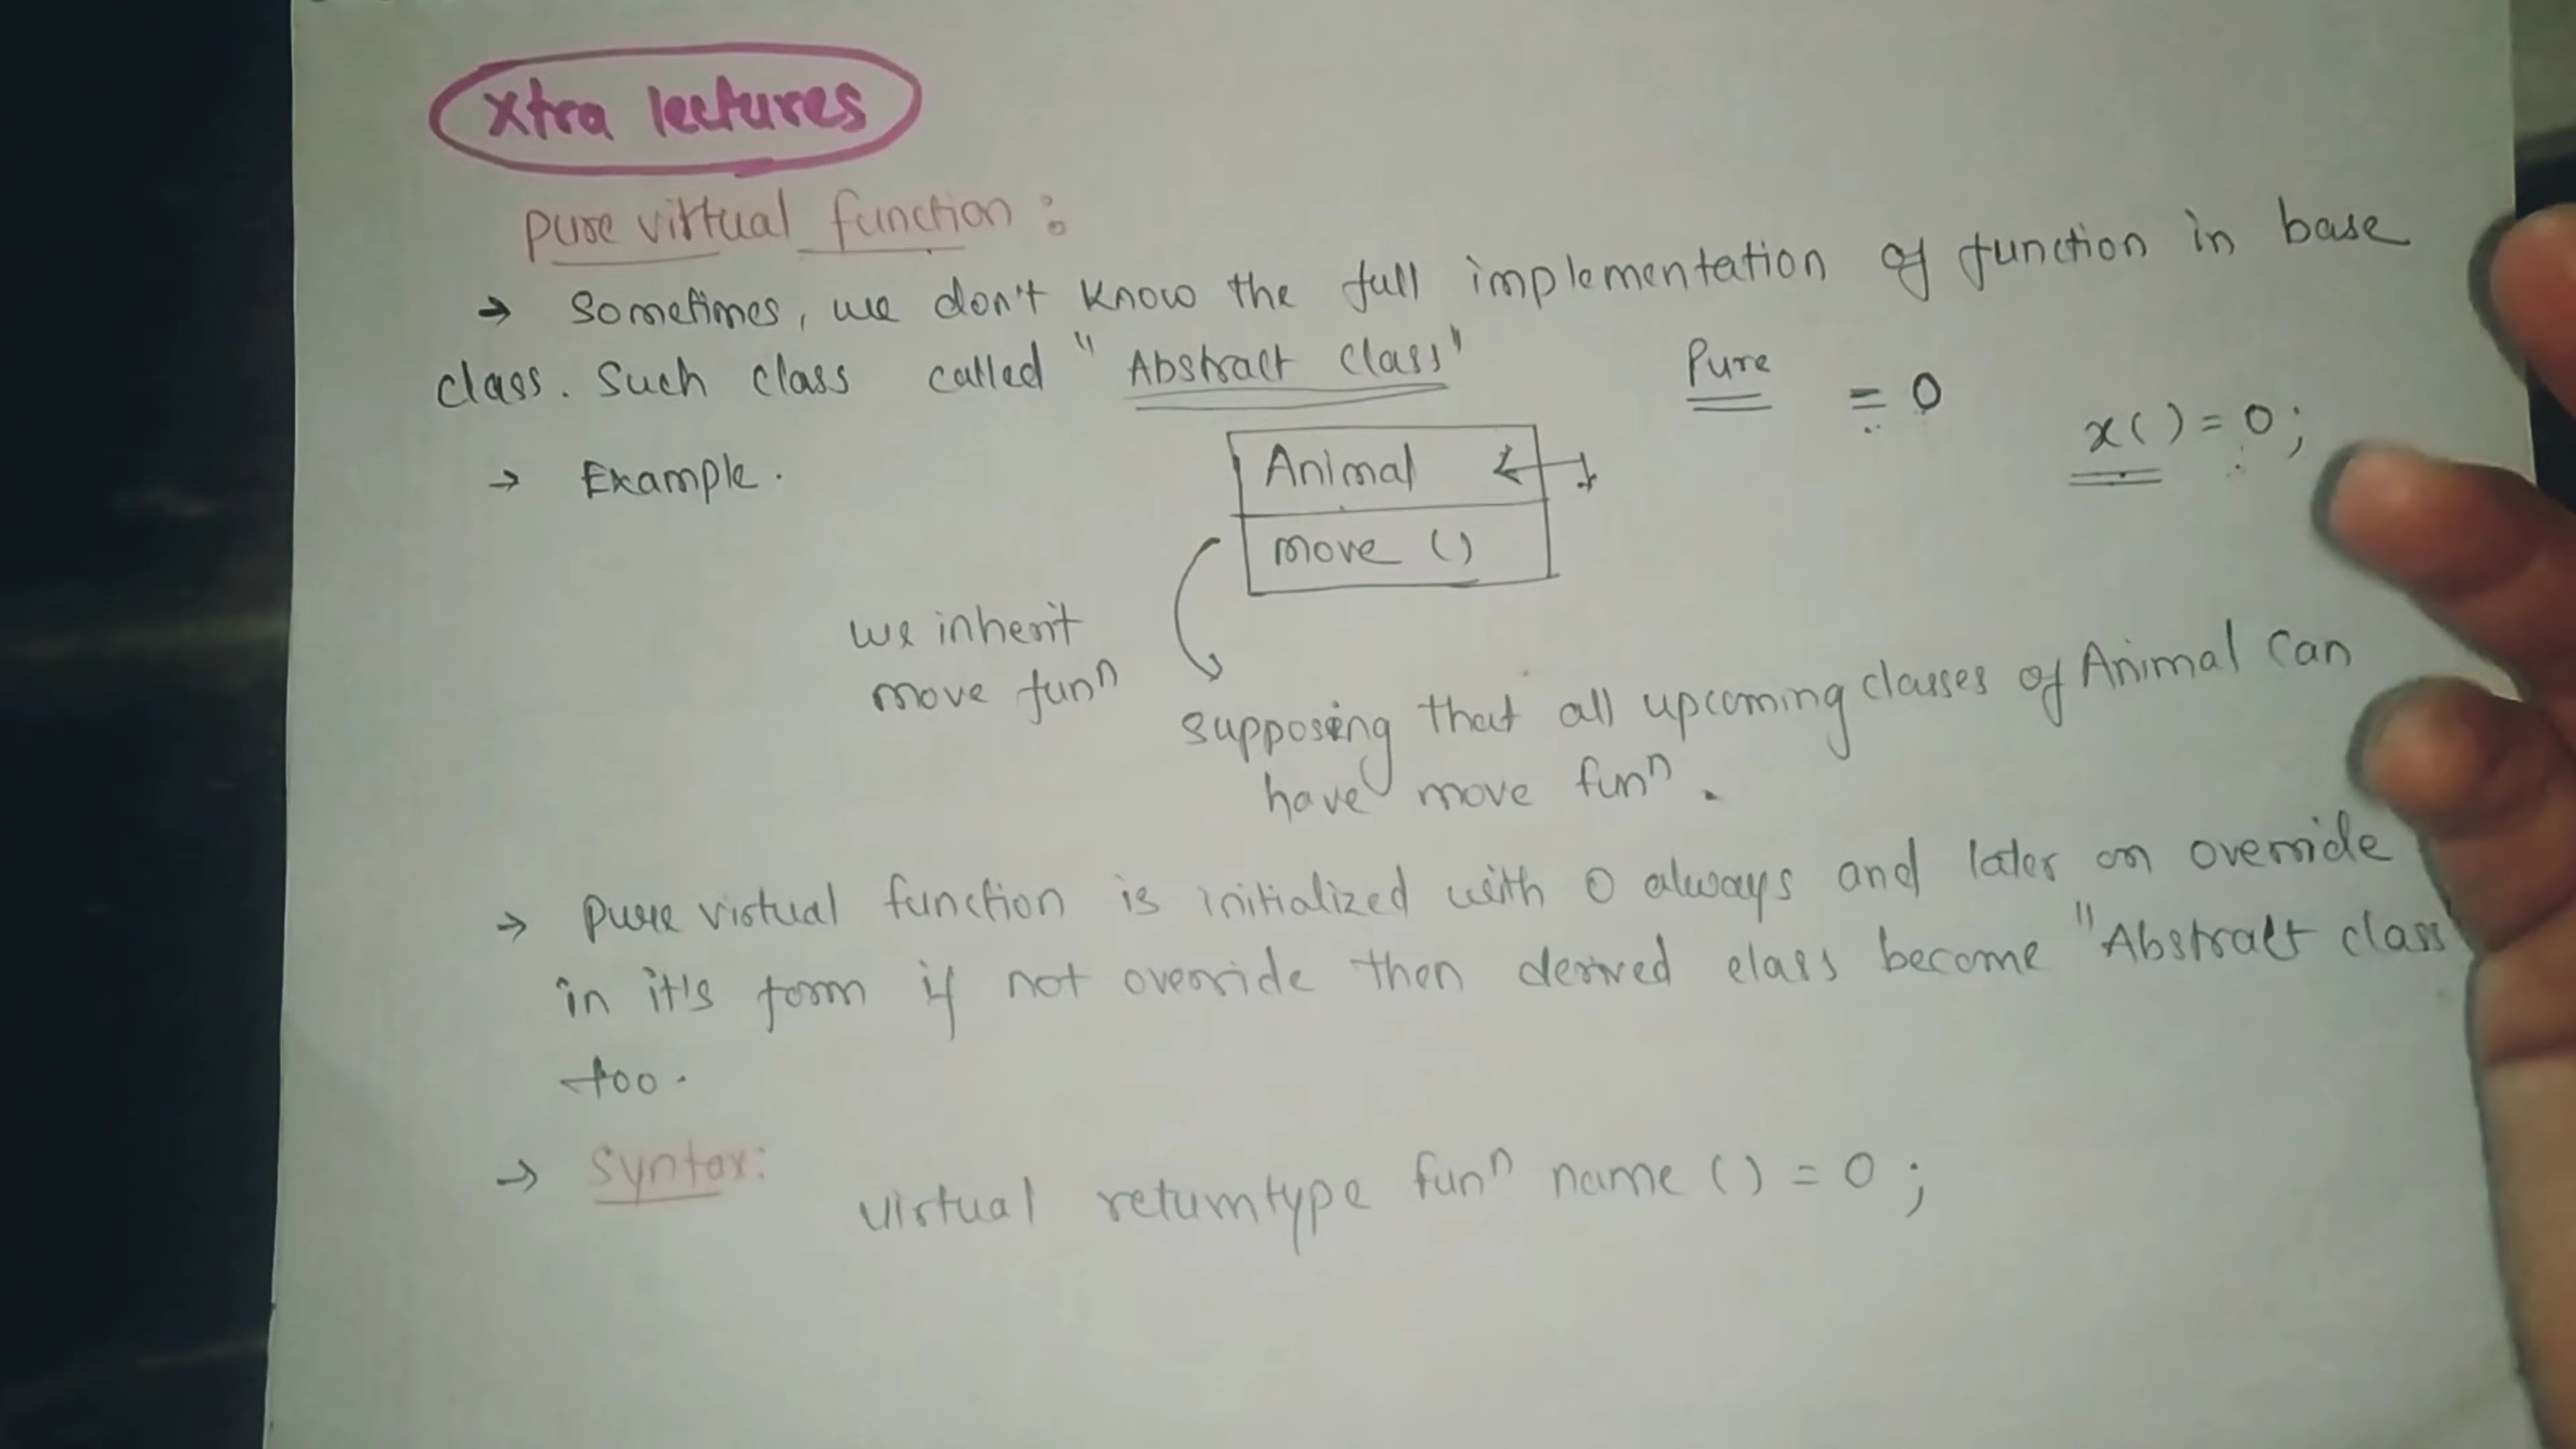 Xtra lectures
Pure virtual function :
→ Sometimes, we don't know the full implementation of function in base
class. Such class called "Abstract Class"
Pure = 0
x() = 0 ;
→ Example.
Animal
move ()
we inherit
move funⁿ
supposing that all upcoming classes of Animal can
have move funⁿ.
→ Pure virtual function is initialized with 0 always and later on override
in it's form if not override then derived class become "Abstract class
too.
→ Syntax:
virtual returntype funⁿ name () = 0 ;